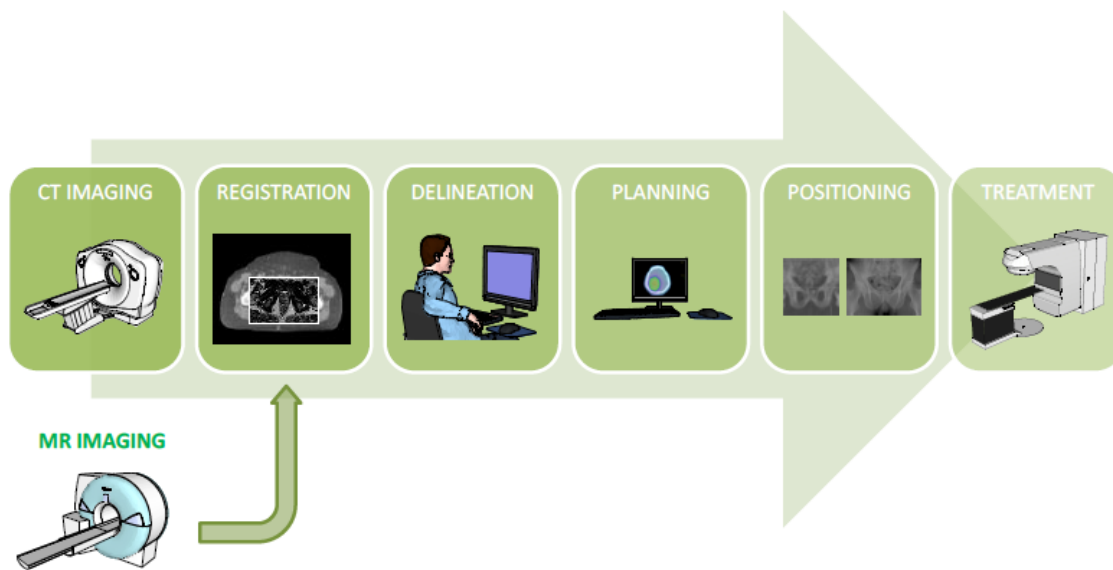 CT IMAGING
REGISTRATION
DELINEATION
PLANNING
POSITIONING
TREATMENT
MR IMAGING